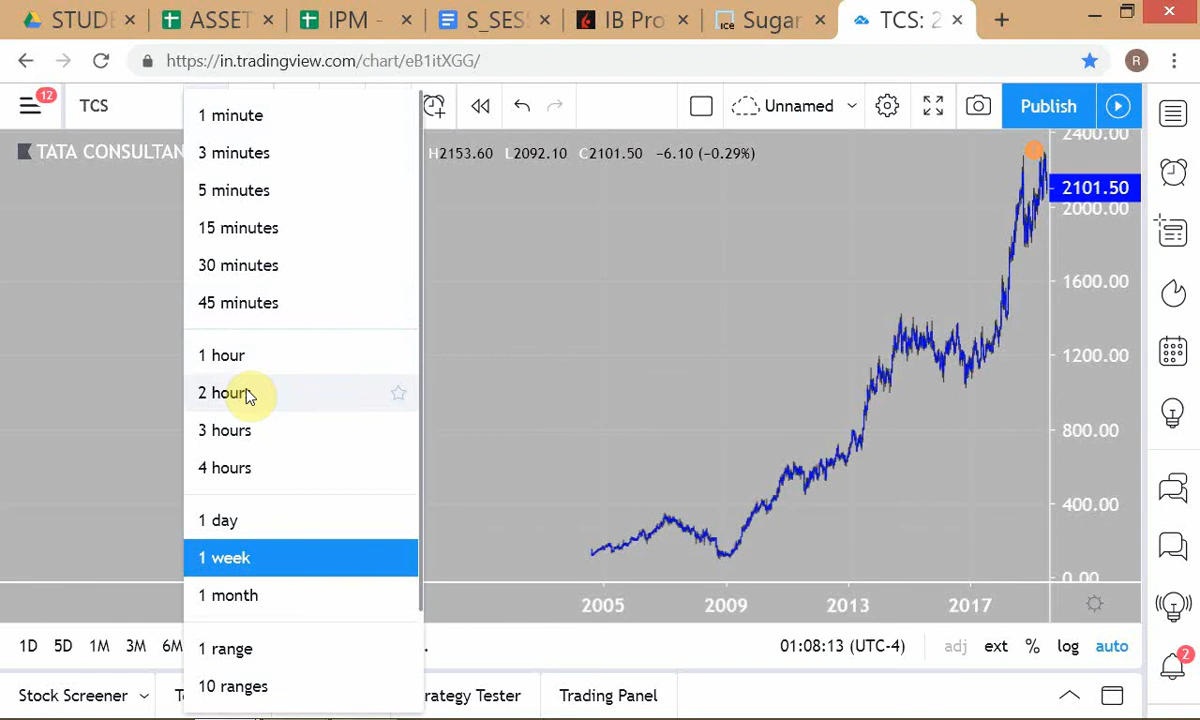 STUDE
ASSET
IPM -
S_SES
IB Pro
Sugar
TCS: 2
https://in.tradingview.com/chart/eB1itXGG/
R
12
TCS
Unnamed
Publish
TATA CONSULTAN
H2153.60 L2092.10 C2101.50 −6.10 (−0.29%)
1 minute
3 minutes
5 minutes
15 minutes
30 minutes
45 minutes
1 hour
2 hours
3 hours
4 hours
1 day
1 week
1 month
1 range
10 ranges
2400.00
2101.50
2000.00
1600.00
1200.00
800.00
400.00
0.00
2005 2009 2013 2017
1D 5D 1M 3M 6M
01:08:13 (UTC-4) adj ext % log auto
Stock Screener
rategy Tester
Trading Panel
2